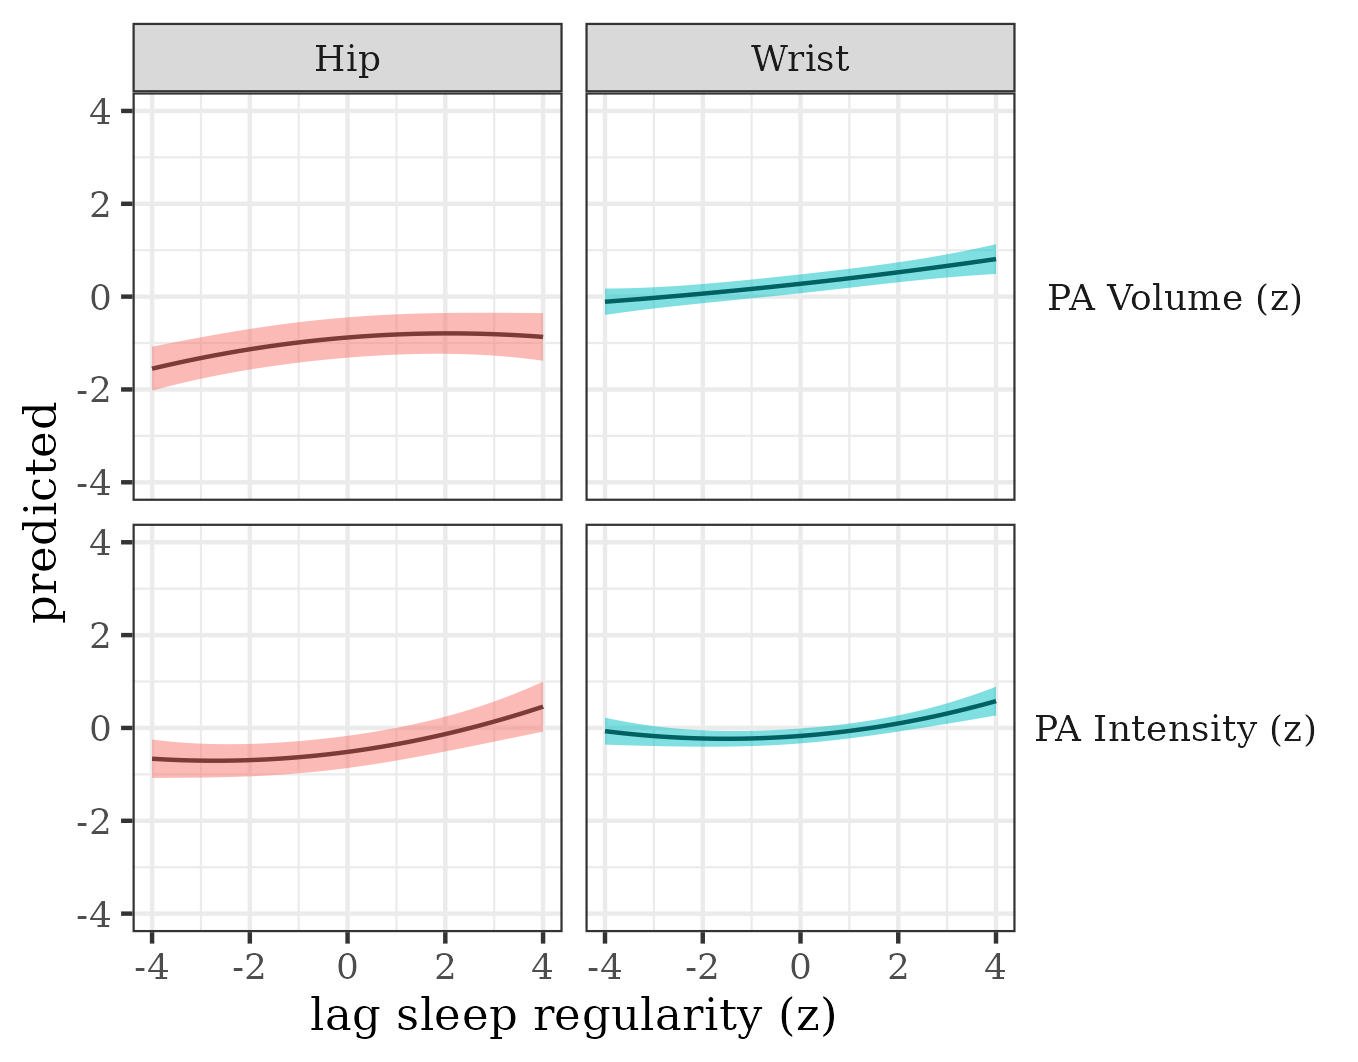 Hip Wrist
4
2
0
-2
-4
PA Volume (z)
predicted
4
2
0
-2
-4
PA Intensity (z)
-4 -2 0 2 4 -4 -2 0 2 4
lag sleep regularity (z)